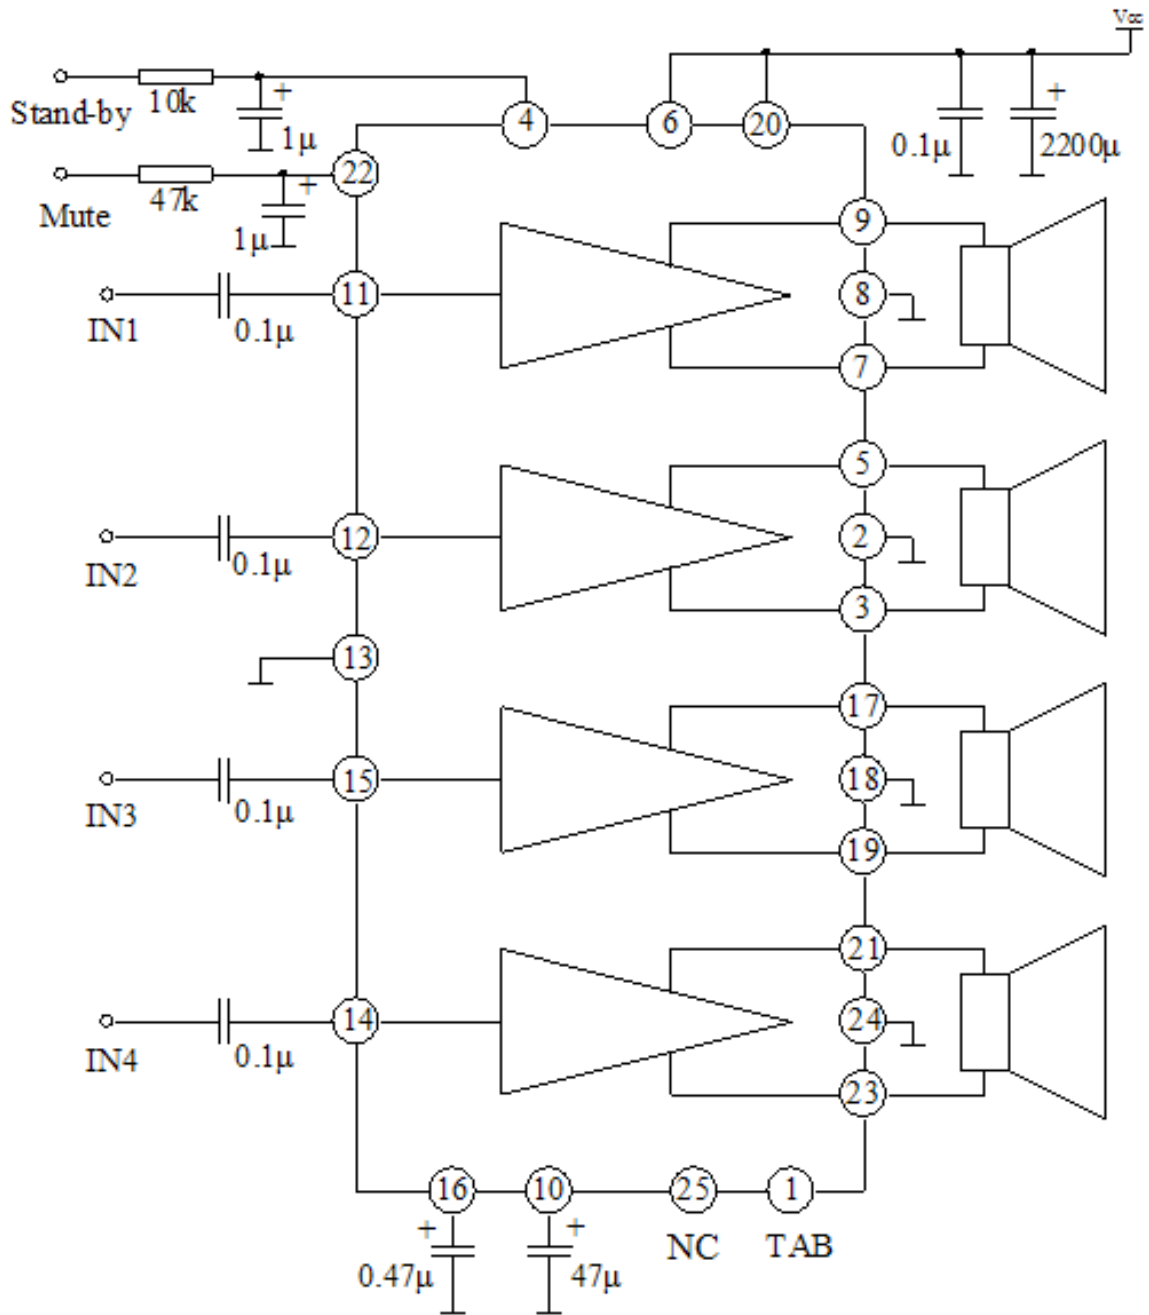 Vcc
Stand-by
10k
+
1µ
4
6
20
0.1µ
+
2200µ
Mute
47k
+
1µ
22
9
IN1
0.1µ
11
8
7
5
IN2
0.1µ
12
2
3
13
17
IN3
0.1µ
15
18
19
21
IN4
0.1µ
14
24
23
16
10
25
1
+
0.47µ
+
47µ
NC
TAB